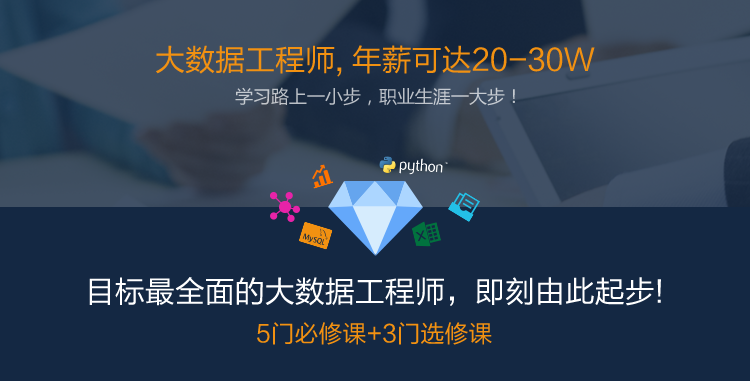 大数据工程师, 年薪可达20-30W
学习路上一小步，职业生涯一大步！
python
MySQL
目标最全面的大数据工程师，即刻由此起步!
5门必修课+3门选修课